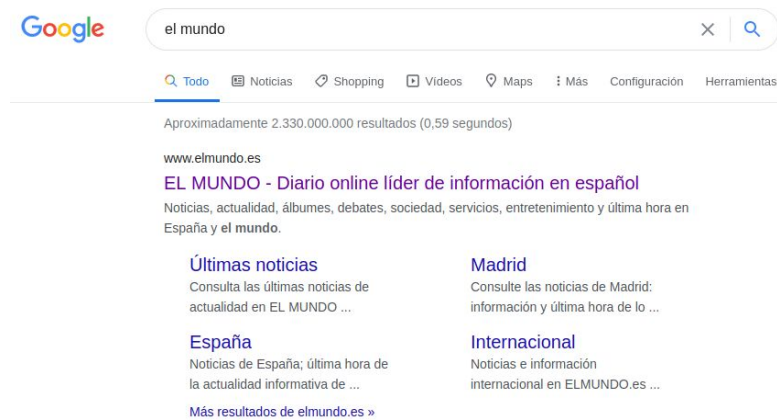 Google
el mundo
Todo Noticias Shopping Vídeos Maps Más Configuración Herramientas
Aproximadamente 2.330.000.000 resultados (0,59 segundos)
www.elmundo.es
EL MUNDO - Diario online líder de información en español
Noticias, actualidad, álbumes, debates, sociedad, servicios, entretenimiento y última hora en
España y el mundo.
Últimas noticias
Consulta las últimas noticias de
actualidad en EL MUNDO ...
Madrid
Consulte las noticias de Madrid:
información y última hora de lo ...
España
Noticias de España; última hora de
la actualidad informativa de ...
Internacional
Noticias e información
internacional en ELMUNDO.es ...
Más resultados de elmundo.es »